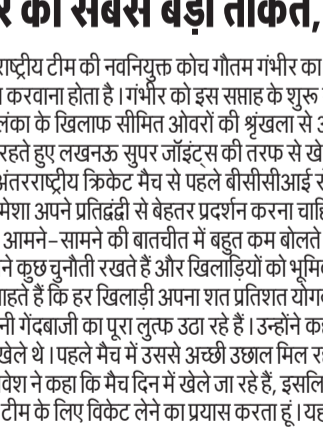 र की सबसे बड़ी ताकत,
राष्ट्रीय टीम की नवनियुक्त कोच गौतम गंभीर का
करवाना होता है। गंभीर को इस सप्ताह के शुरू
लंका के खिलाफ सीमित ओवरों की श्रृंखला से
रहते हुए लखनऊ सुपर जॉइंट्स की तरफ से खे
अंतरराष्ट्रीय क्रिकेट मैच से पहले बीसीसीआई
मेशा अपने प्रतिद्वंद्वी से बेहतर प्रदर्शन करना चाहि
आमने-सामने की बातचीत में बहुत कम बोलते
ने कुछ चुनौती रखते हैं और खिलाड़ियों को भूमि
ाहते हैं कि हर खिलाड़ी अपना शत प्रतिशत योग
नी गेंदबाजी का पूरा लुत्फ उठा रहे हैं। उन्होंने क
खेले थे। पहले मैच में उससे अच्छी उछाल मिल र
वेश ने कहा कि मैच दिन में खेले जा रहे हैं, इसलि
टीम के लिए विकेट लेने का प्रयास करता हूं। यह